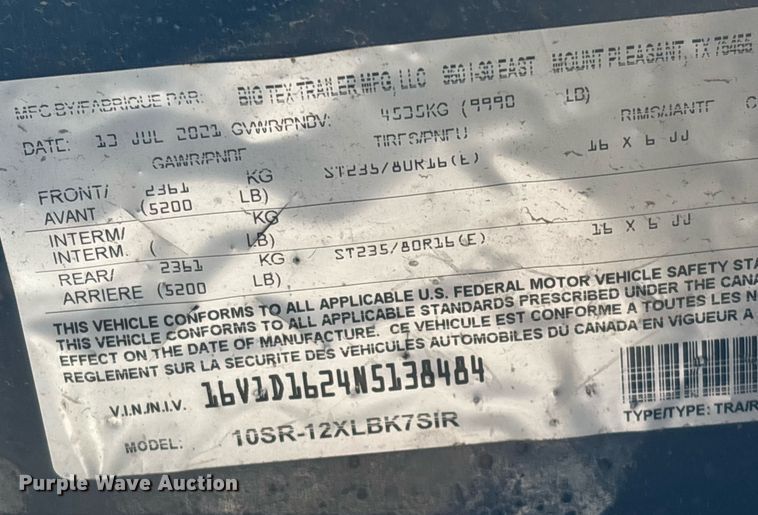 MFG BY/FABRIQUE PAR: BIG TEX TRAILER MFG, LLC 950 I-30 EAST MOUNT PLEASANT, TX 75455
DATE: 13 JUL 2021 GVWR/PNBV: 4535KG (9990 LB)
GAWR/PNBE TIRES/PNEU RIMS/JANTE
FRONT/ 2361 KG ST235/80R16(E) 16 X 6 JJ
AVANT (5200 LB)
INTERM/ KG
INTERM. ( LB)
REAR/ 2361 KG ST235/80R16(E) 16 X 6 JJ
ARRIERE (5200 LB)
THIS VEHICLE CONFORMS TO ALL APPLICABLE U.S. FEDERAL MOTOR VEHICLE SAFETY STA
THIS VEHICLE CONFORMS TO ALL APPLICABLE STANDARDS PRESCRIBED UNDER THE CANA
EFFECT ON THE DATE OF MANUFACTURE. CE VEHICULE EST CONFORME A TOUTES LES N
REGLEMENT SUR LA SECURITE DES VEHICULES AUTOMOBILES DU CANADA EN VIGUEUR A
V.I.N./N.I.V. 16V1D1624N5138484
TYPE/TYPE: TRA/R
MODEL: 10SR-12XLBK7SIR
Purple Wave Auction